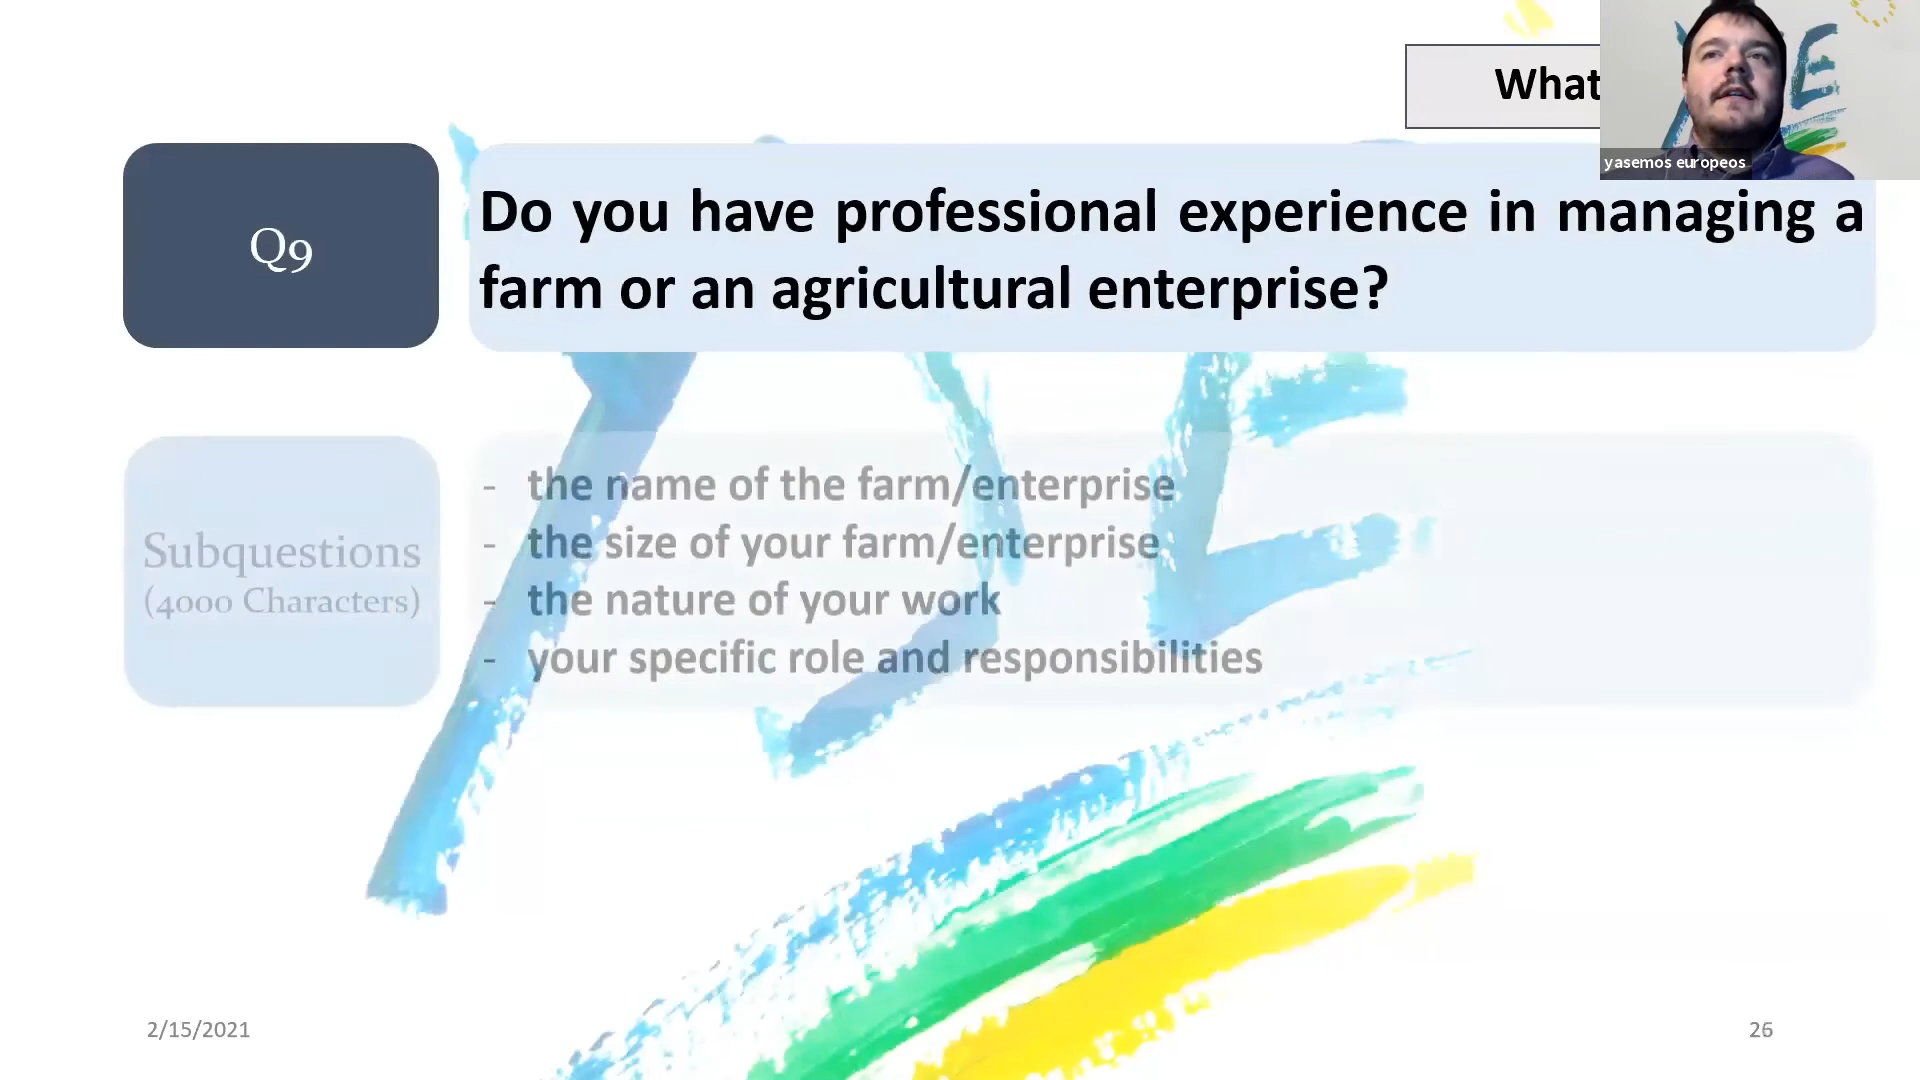 What
yasemos europeos
Q9
Do you have professional experience in managing a
farm or an agricultural enterprise?
Subquestions
(4000 Characters)
- the name of the farm/enterprise
- the size of your farm/enterprise
- the nature of your work
- your specific role and responsibilities
2/15/2021
26